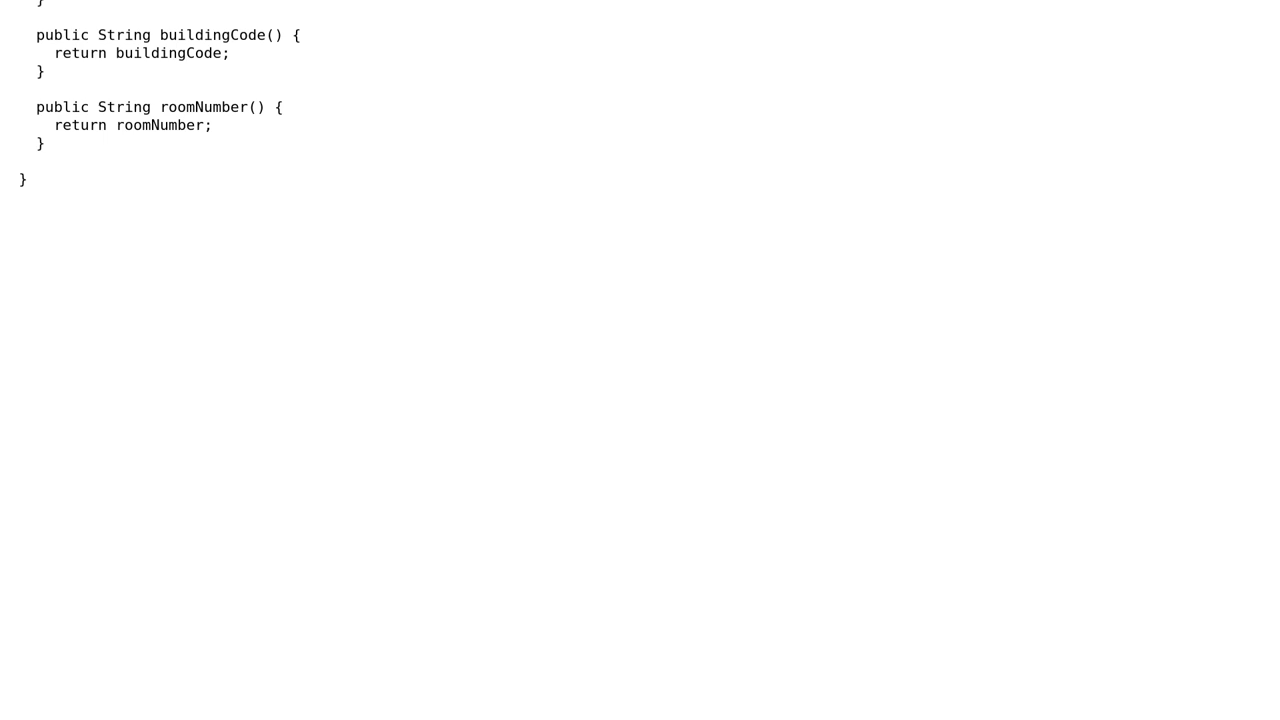 }
public String buildingCode() {
return buildingCode;
}
public String roomNumber() {
return roomNumber;
}
}